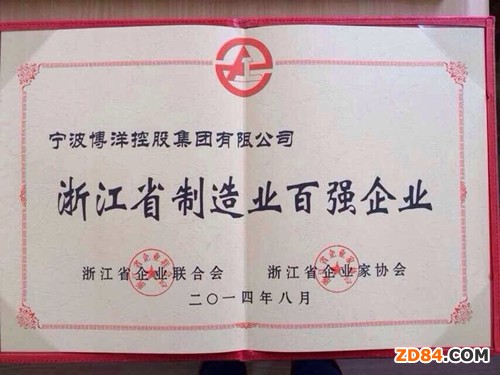 宁波博洋控股集团有限公司
浙江省制造业百强企业
浙江省企业联合会 浙江省企业家协会
二〇一四年八月
ZD84.COM